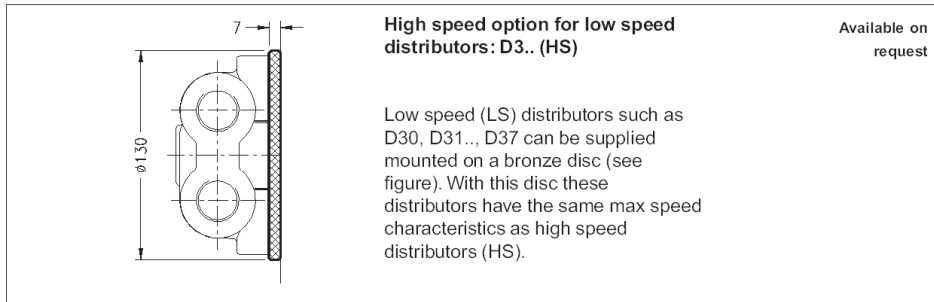 7
ø130
High speed option for low speed
distributors: D3.. (HS)
Available on
request
Low speed (LS) distributors such as
D30, D31.., D37 can be supplied
mounted on a bronze disc (see
figure). With this disc these
distributors have the same max speed
characteristics as high speed
distributors (HS).